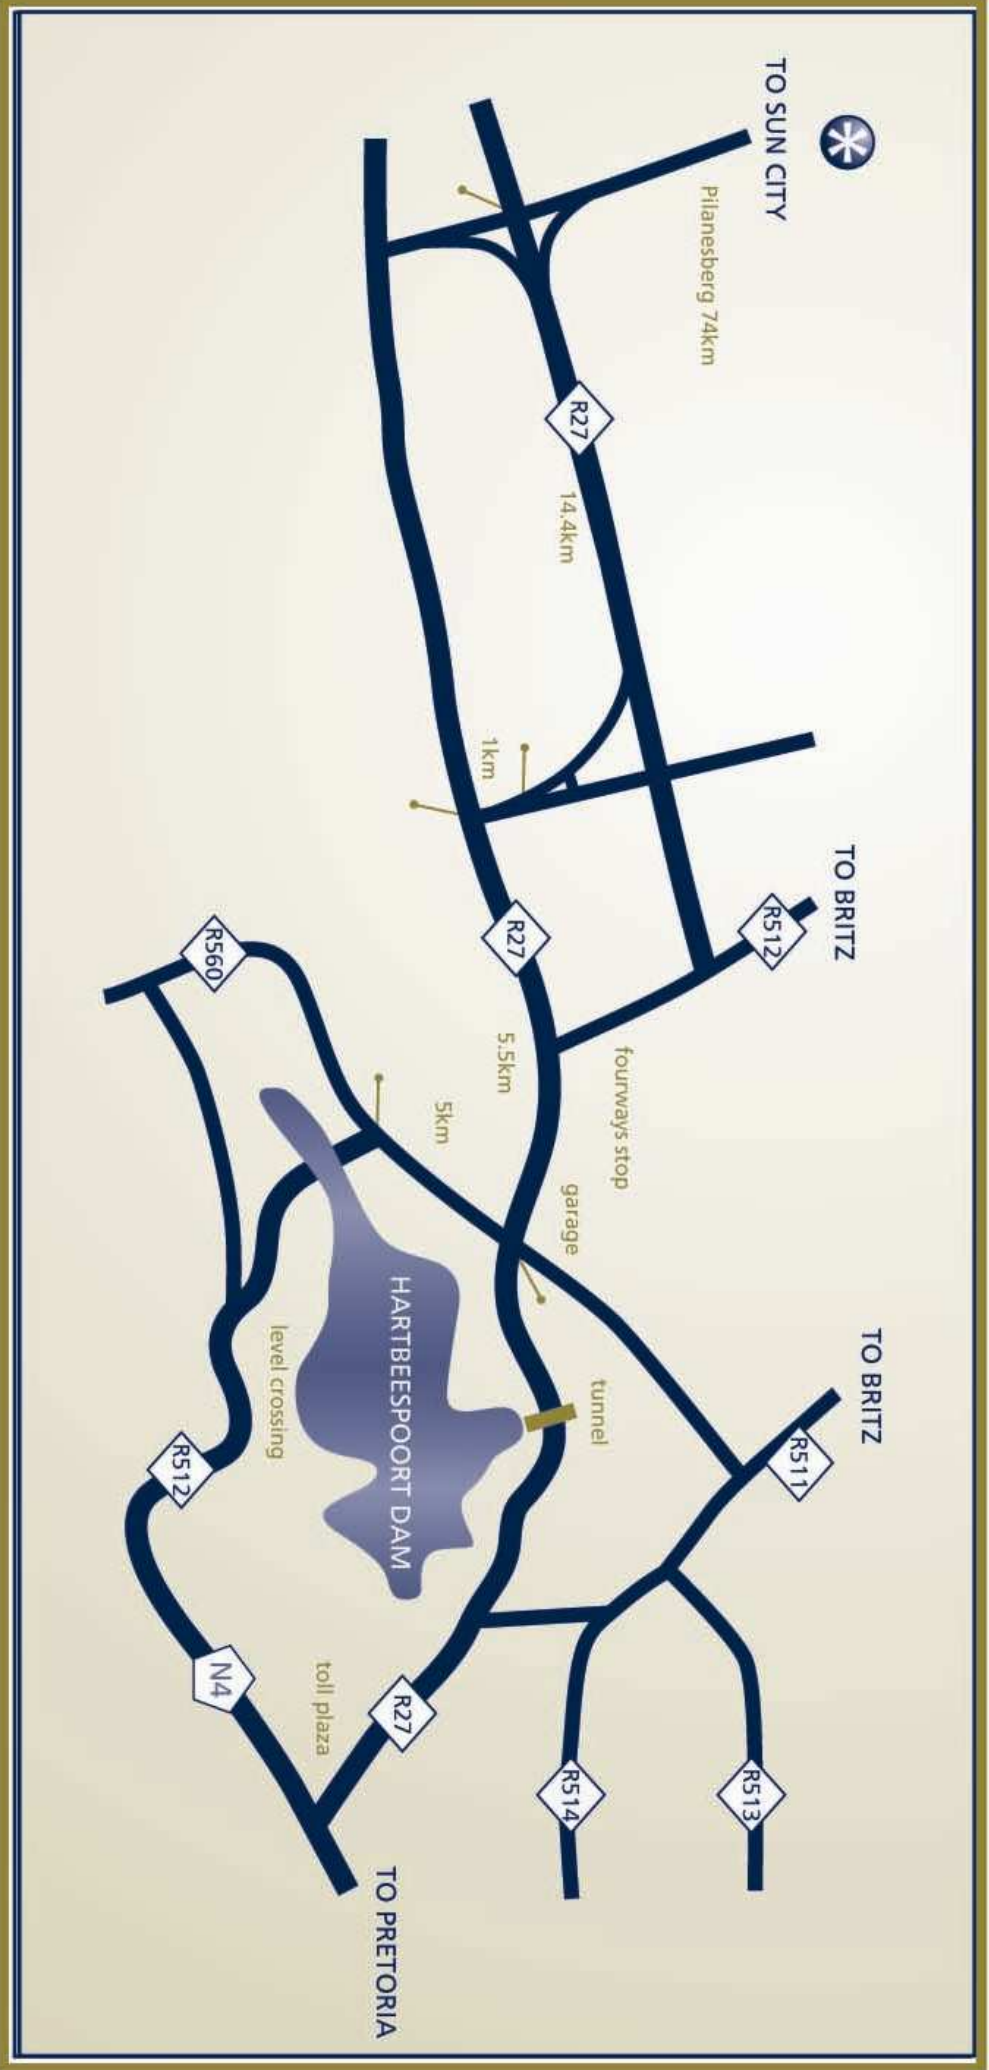 TO SUN CITY
Pilanesberg 74km
R27
14.4km
1km
TO BRITZ
R512
R27
fourways stop
5.5km
5km
R560
garage
tunnel
TO BRITZ
R511
HARTBEESPOORT DAM
level crossing
R512
N4
toll plaza
R27
R514
R513
TO PRETORIA